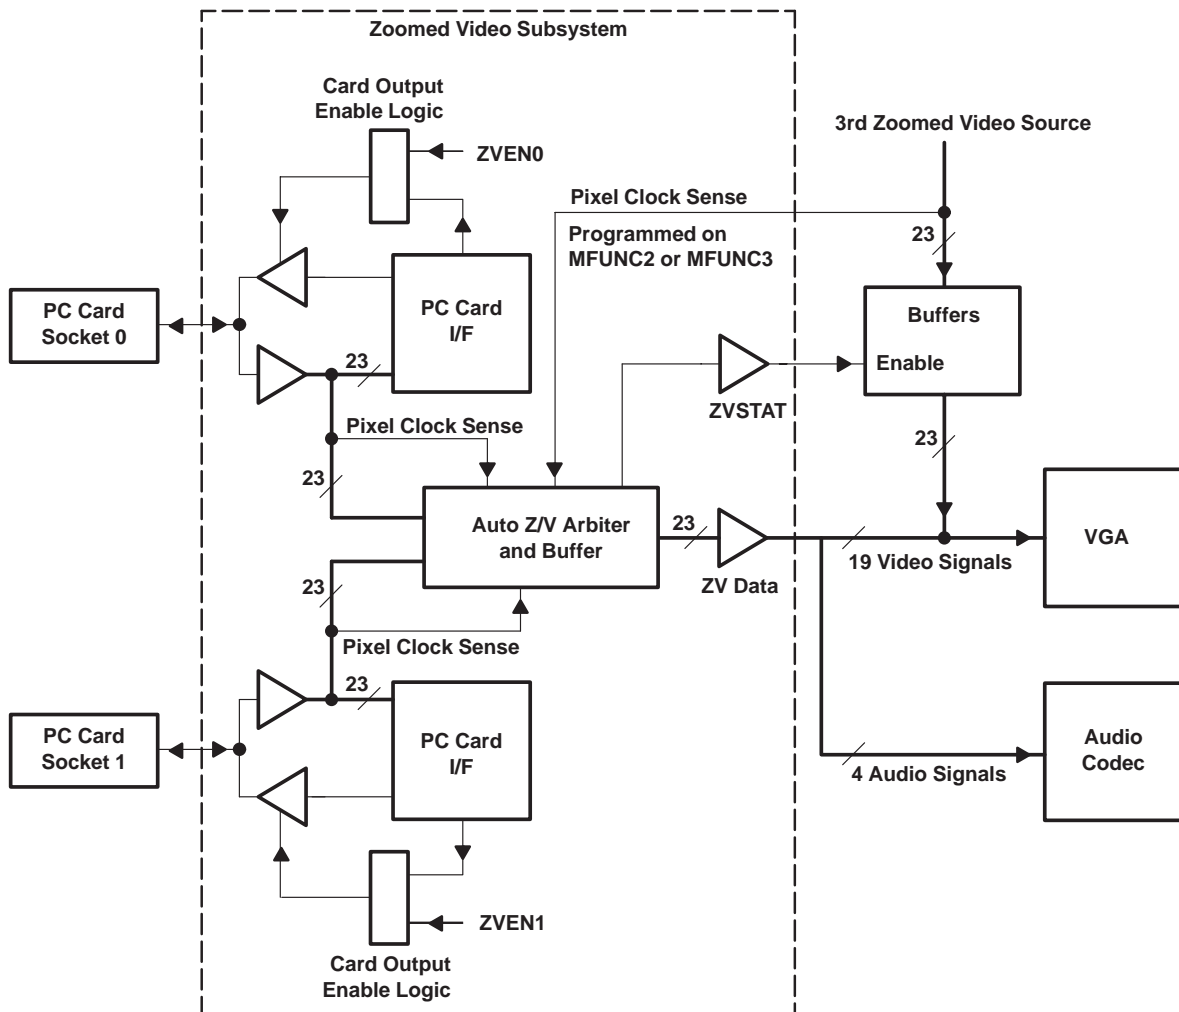 Zoomed Video Subsystem
Card Output
Enable Logic
ZVEN0
3rd Zoomed Video Source
Pixel Clock Sense
Programmed on
MFUNC2 or MFUNC3
23
PC Card
Socket 0
PC Card
I/F
Buffers
Enable
23
ZVSTAT
23
Pixel Clock Sense
23
Auto Z/V Arbiter
and Buffer
23
ZV Data
19 Video Signals
VGA
23
Pixel Clock Sense
23
PC Card
Socket 1
PC Card
I/F
4 Audio Signals
Audio
Codec
ZVEN1
Card Output
Enable Logic